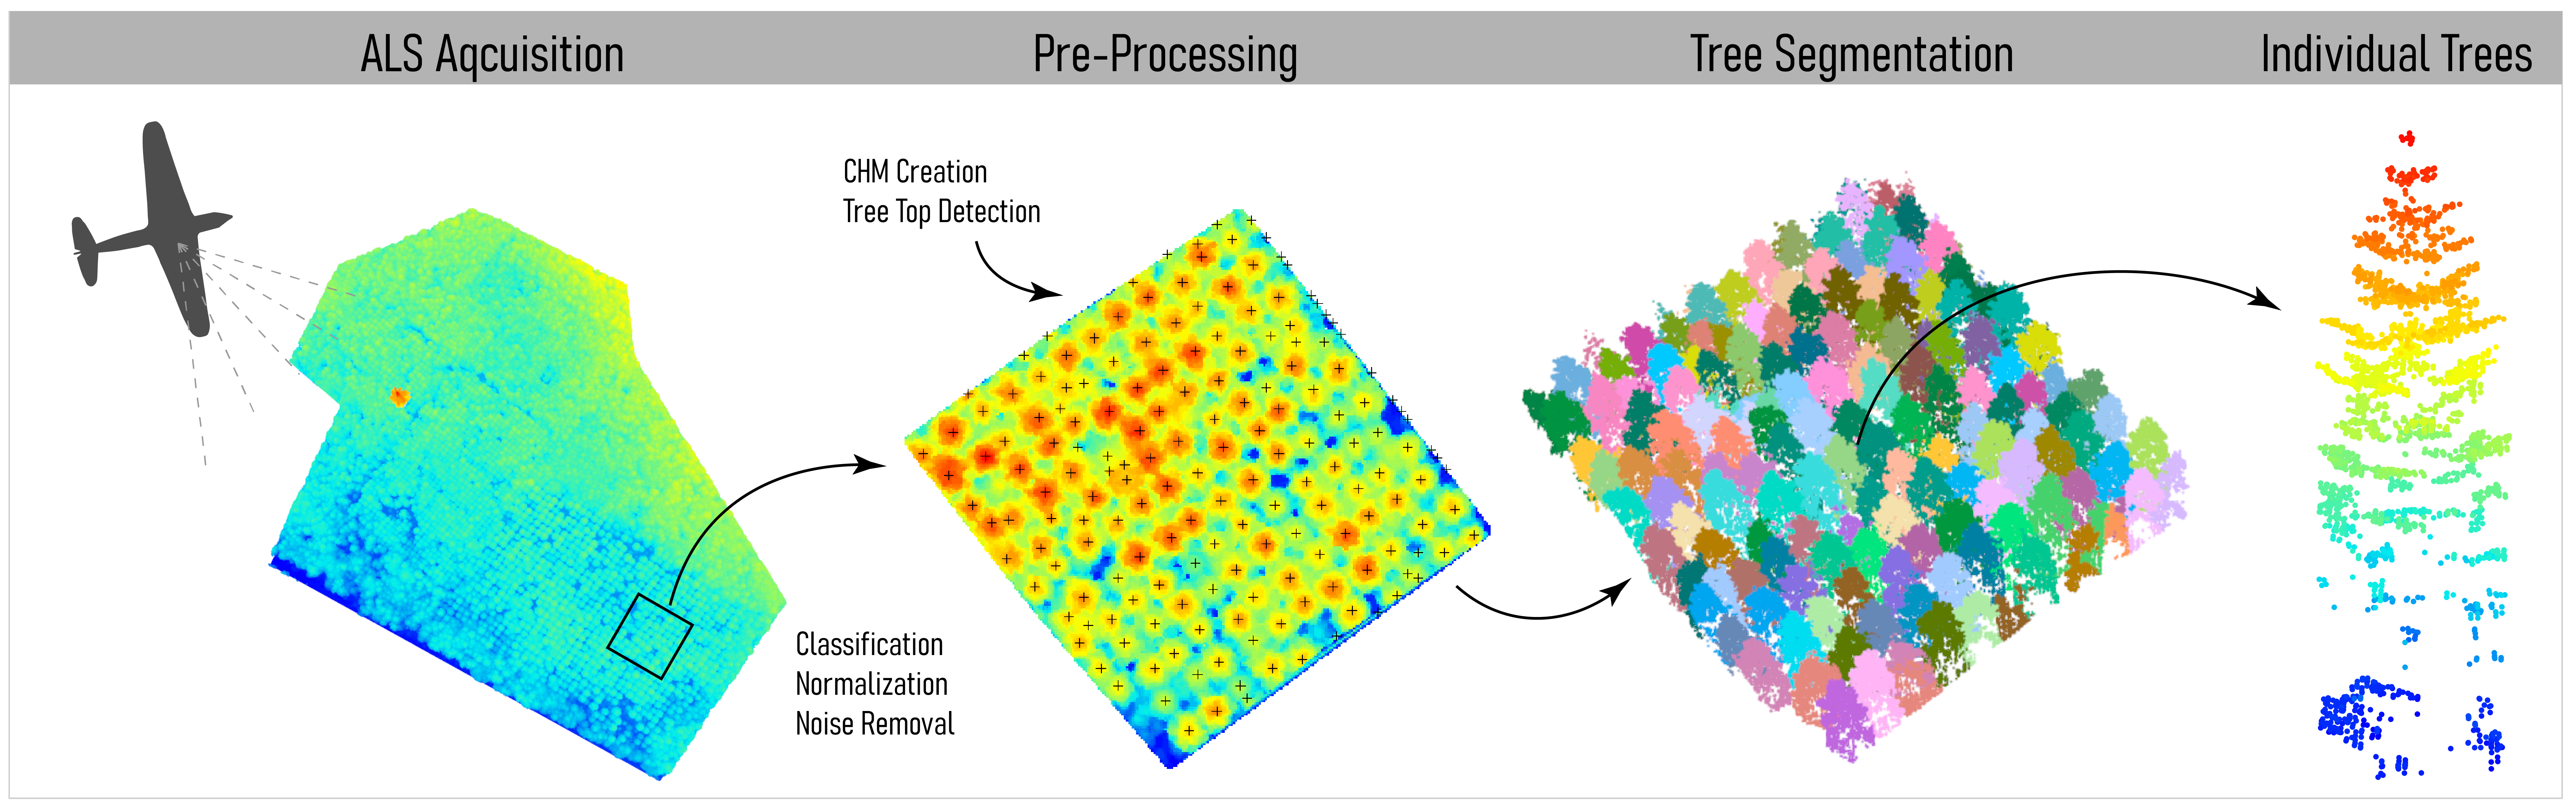 ALS Aqcuisition
Pre-Processing
Tree Segmentation
Individual Trees
CHM Creation
Tree Top Detection
Classification
Normalization
Noise Removal